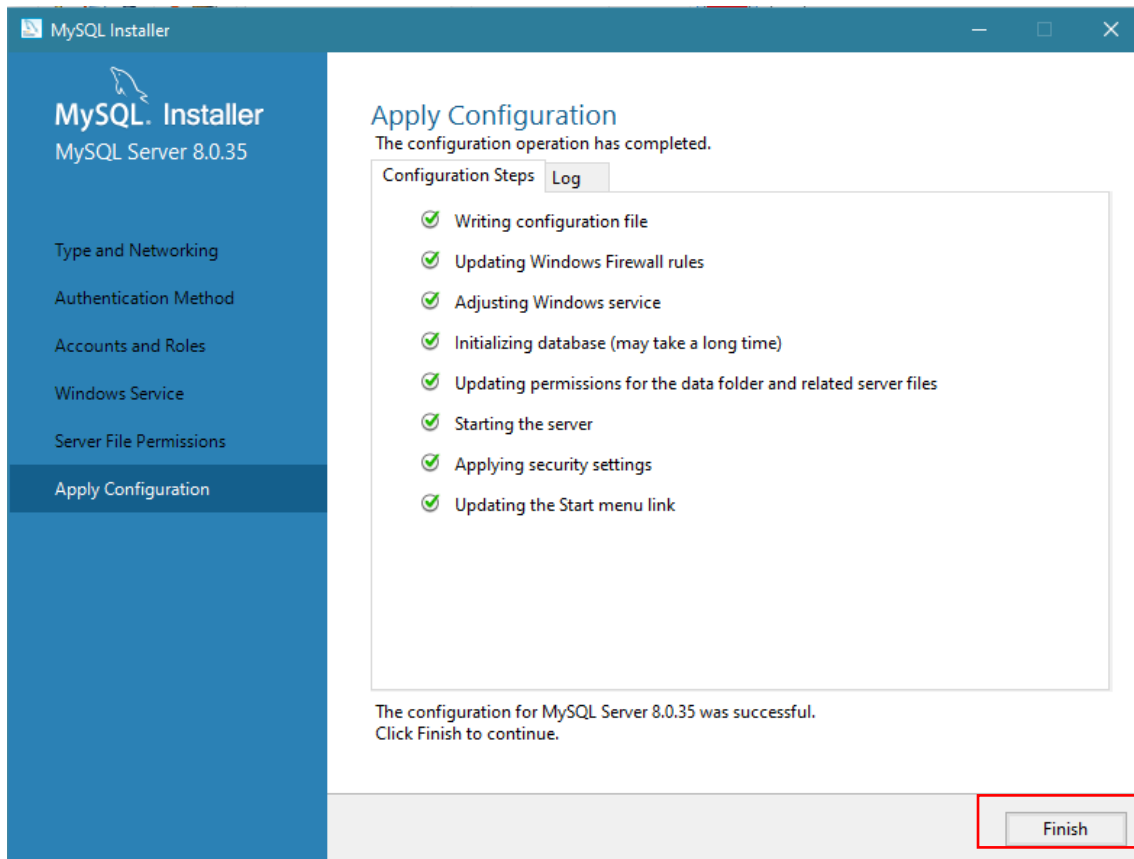 MySQL Installer
MySQL. Installer
MySQL Server 8.0.35
Type and Networking
Authentication Method
Accounts and Roles
Windows Service
Server File Permissions
Apply Configuration
Apply Configuration
The configuration operation has completed.
Configuration Steps
Log
Writing configuration file
Updating Windows Firewall rules
Adjusting Windows service
Initializing database (may take a long time)
Updating permissions for the data folder and related server files
Starting the server
Applying security settings
Updating the Start menu link
The configuration for MySQL Server 8.0.35 was successful.
Click Finish to continue.
Finish